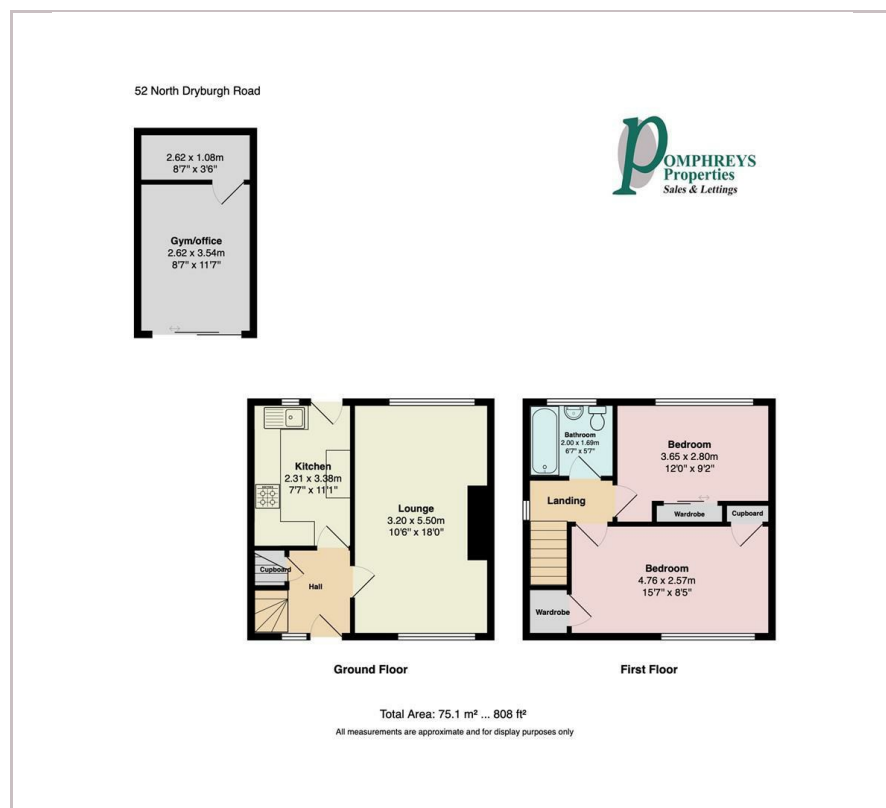 52 North Dryburgh Road
POMPHREYS
Properties
Sales & Lettings
2.62 x 1.08m
8'7" x 3'6"
Gym/office
2.62 x 3.54m
8'7" x 11'7"
Kitchen
2.31 x 3.38m
7'7" x 11'1"
Lounge
3.20 x 5.50m
10'6" x 18'0"
Cupboard
Hall
Ground Floor
Bathroom
2.00 x 1.69m
6'7" x 5'7"
Bedroom
3.65 x 2.80m
12'0" x 9'2"
Landing
Wardrobe
Cupboard
Bedroom
4.76 x 2.57m
15'7" x 8'5"
Wardrobe
First Floor
Total Area: 75.1 m² ... 808 ft²
All measurements are approximate and for display purposes only